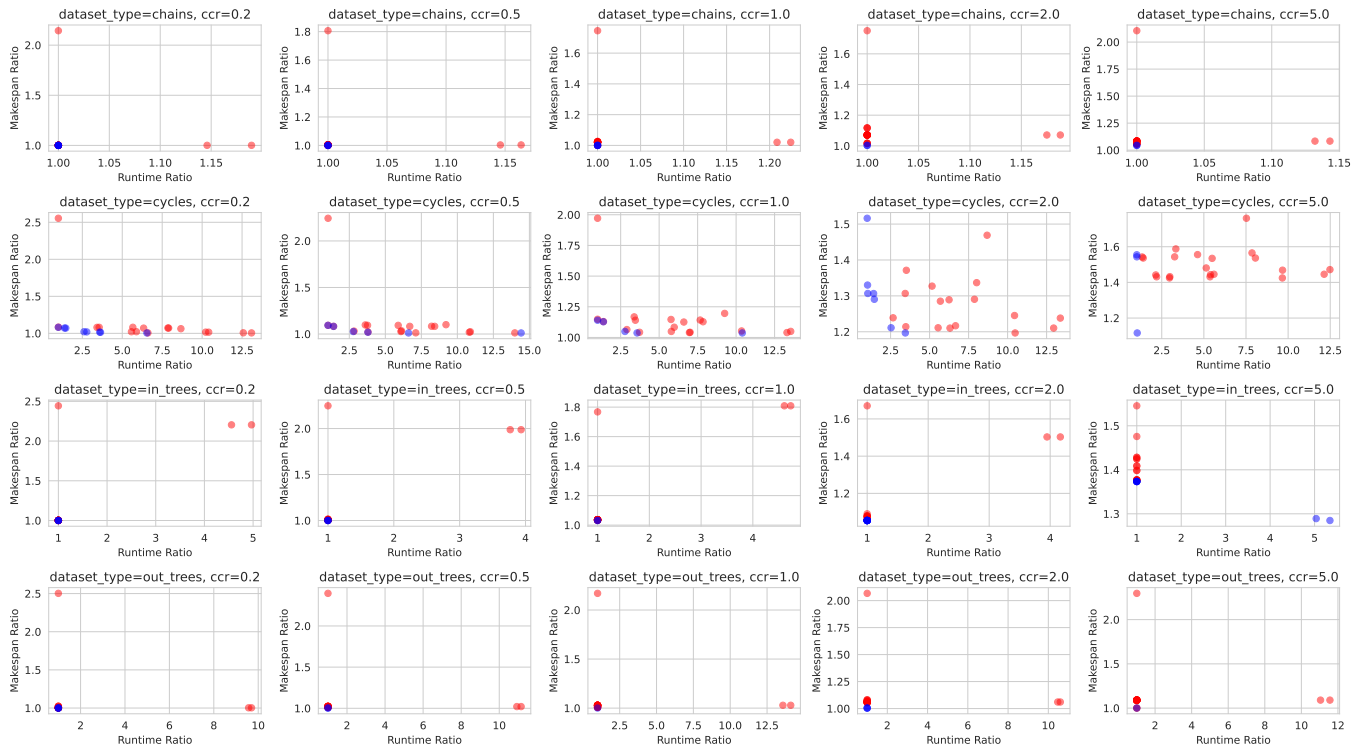 dataset_type=chains, ccr=0.2 dataset_type=chains, ccr=0.5 dataset_type=chains, ccr=1.0 dataset_type=chains, ccr=2.0 dataset_type=chains, ccr=5.0
Makespan Ratio 2.0 1.5 1.0
Makespan Ratio 1.8 1.6 1.4 1.2 1.0
Makespan Ratio 1.6 1.4 1.2 1.0
Makespan Ratio 1.6 1.4 1.2 1.0
Makespan Ratio 2.00 1.75 1.50 1.25 1.00
1.00 1.05 1.10 1.15
1.00 1.05 1.10 1.15
1.00 1.05 1.10 1.15 1.20
1.00 1.05 1.10 1.15
1.00 1.05 1.10 1.15
Runtime Ratio Runtime Ratio Runtime Ratio Runtime Ratio Runtime Ratio
dataset_type=cycles, ccr=0.2 dataset_type=cycles, ccr=0.5 dataset_type=cycles, ccr=1.0 dataset_type=cycles, ccr=2.0 dataset_type=cycles, ccr=5.0
Makespan Ratio 2.5 2.0 1.5 1.0
Makespan Ratio 2.0 1.5 1.0
Makespan Ratio 2.00 1.75 1.50 1.25 1.00
Makespan Ratio 1.5 1.4 1.3 1.2
Makespan Ratio 1.6 1.4 1.2
2.5 5.0 7.5 10.0 12.5
2.5 5.0 7.5 10.0 12.5 15.0
2.5 5.0 7.5 10.0 12.5
2.5 5.0 7.5 10.0 12.5
2.5 5.0 7.5 10.0 12.5
Runtime Ratio Runtime Ratio Runtime Ratio Runtime Ratio Runtime Ratio
dataset_type=in_trees, ccr=0.2 dataset_type=in_trees, ccr=0.5 dataset_type=in_trees, ccr=1.0 dataset_type=in_trees, ccr=2.0 dataset_type=in_trees, ccr=5.0
Makespan Ratio 2.5 2.0 1.5 1.0
Makespan Ratio 2.0 1.5 1.0
Makespan Ratio 1.8 1.6 1.4 1.2 1.0
Makespan Ratio 1.6 1.4 1.2
Makespan Ratio 1.5 1.4 1.3
1 2 3 4 5
1 2 3 4
1 2 3 4
1 2 3 4
1 2 3 4 5
Runtime Ratio Runtime Ratio Runtime Ratio Runtime Ratio Runtime Ratio
dataset_type=out_trees, ccr=0.2 dataset_type=out_trees, ccr=0.5 dataset_type=out_trees, ccr=1.0 dataset_type=out_trees, ccr=2.0 dataset_type=out_trees, ccr=5.0
Makespan Ratio 2.5 2.0 1.5 1.0
Makespan Ratio 2.0 1.5 1.0
Makespan Ratio 2.0 1.5 1.0
Makespan Ratio 2.00 1.75 1.50 1.25 1.00
Makespan Ratio 2.0 1.5 1.0
2 4 6 8 10
2 4 6 8 10
2.5 5.0 7.5 10.0 12.5
2 4 6 8 10
2 4 6 8 10 12
Runtime Ratio Runtime Ratio Runtime Ratio Runtime Ratio Runtime Ratio